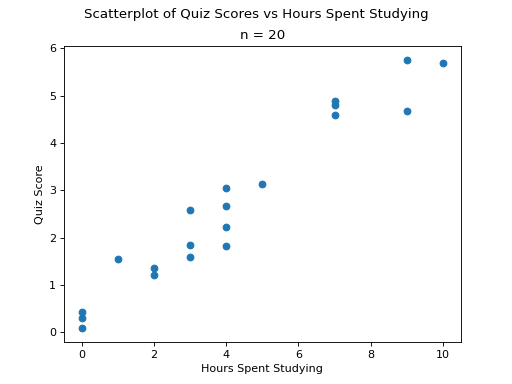 Scatterplot of Quiz Scores vs Hours Spent Studying
n = 20
6
5
4
3
2
1
0
Quiz Score
0 2 4 6 8 10
Hours Spent Studying